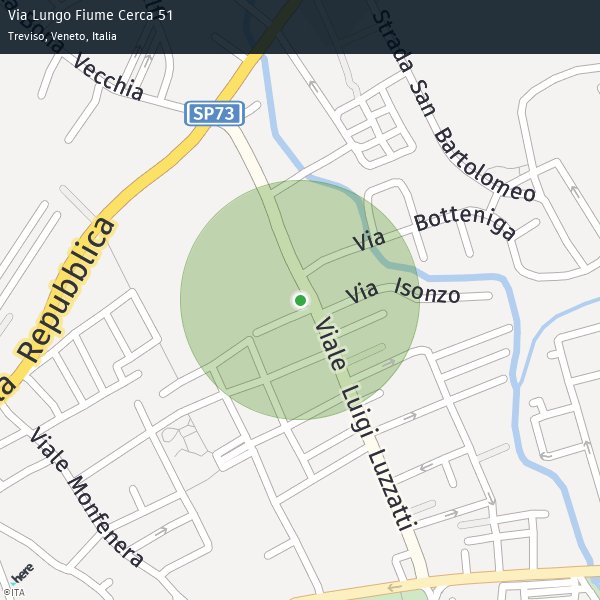 Via Lungo Fiume Cerca 51
Treviso, Veneto, Italia
Vecchia
Strada San Bartolomeo
SP73
Via Botteniga
Repubblica
Via Isonzo
Viale Luigi Luzzatti
Viale Monfenera
here
©ITA